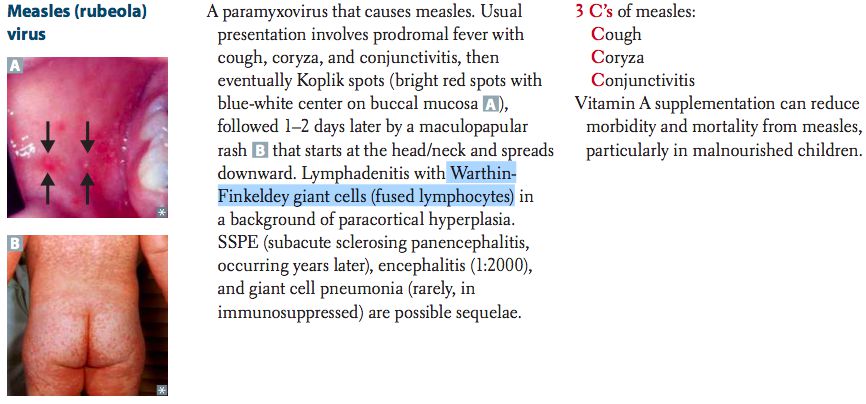 Measles (rubeola)
virus
A
B
A paramyxovirus that causes measles. Usual
presentation involves prodromal fever with
cough, coryza, and conjunctivitis, then
eventually Koplik spots (bright red spots with
blue-white center on buccal mucosa A),
followed 1–2 days later by a maculopapular
rash B that starts at the head/neck and spreads
downward. Lymphadenitis with Warthin-
Finkeldey giant cells (fused lymphocytes) in
a background of paracortical hyperplasia.
SSPE (subacute sclerosing panencephalitis,
occurring years later), encephalitis (1:2000),
and giant cell pneumonia (rarely, in
immunosuppressed) are possible sequelae.
3 C’s of measles:
Cough
Coryza
Conjunctivitis
Vitamin A supplementation can reduce
morbidity and mortality from measles,
particularly in malnourished children.